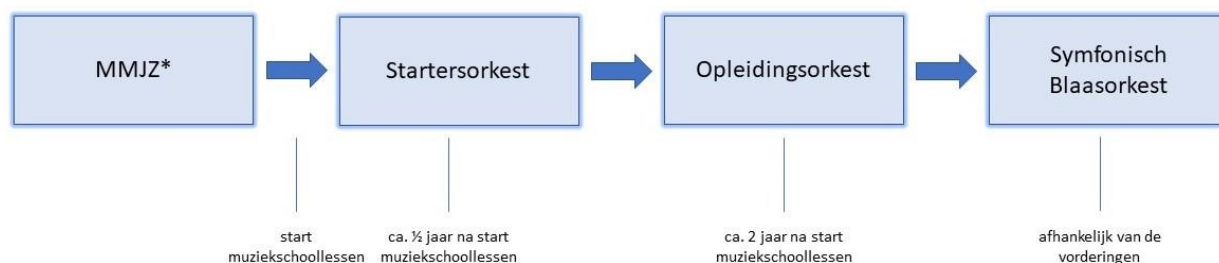 MMJZ*
Startersorkest
Opleidingsorkest
Symfonisch
Blaasorkest
start
muziekschoollessen
ca. ½ jaar na start
muziekschoollessen
ca. 2 jaar na start
muziekschoollessen
afhankelijk van de
vorderingen